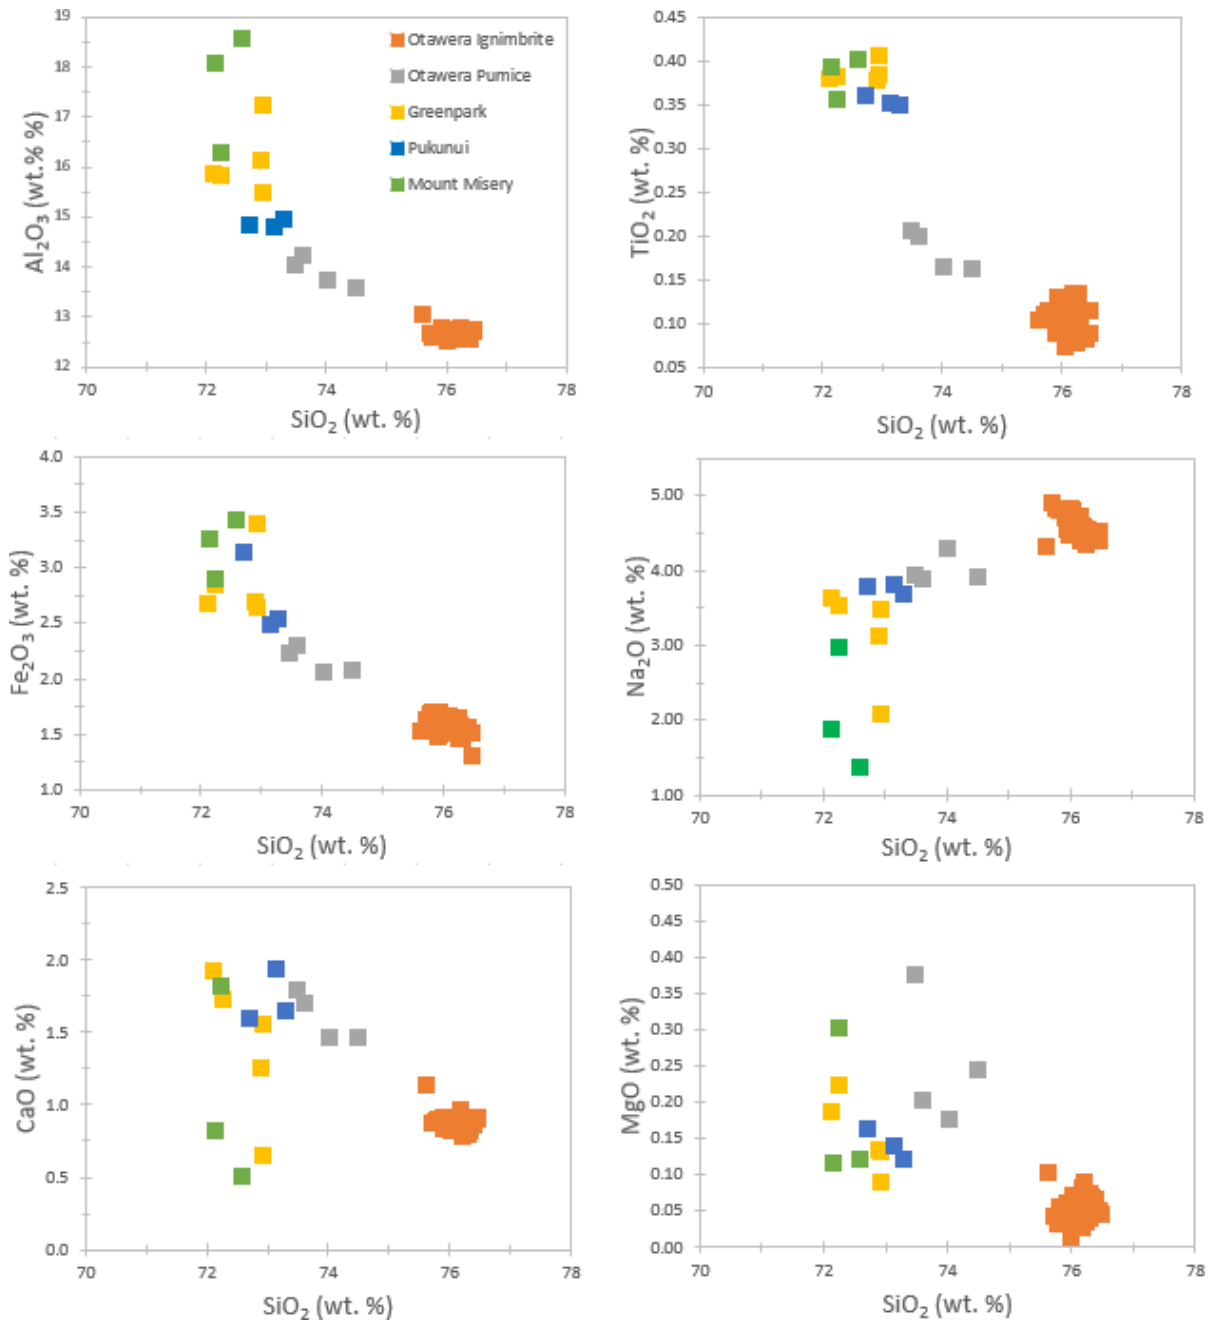 19
18
17
16
15
14
13
12
Al₂O₃ (wt.% %)
Otawera Ignimbrite
Otawera Pumice
Greenpark
Pukunui
Mount Misery
70 72 74 76 78
SiO₂ (wt. %)
0.45
0.40
0.35
0.30
0.25
0.20
0.15
0.10
0.05
TiO₂ (wt. %)
70 72 74 76 78
SiO₂ (wt. %)
4.0
3.5
3.0
2.5
2.0
1.5
1.0
Fe₂O₃ (wt. %)
70 72 74 76 78
SiO₂ (wt. %)
5.00
4.00
3.00
2.00
1.00
Na₂O (wt. %)
70 72 74 76 78
SiO₂ (wt. %)
2.5
2.0
1.5
1.0
0.5
0.0
CaO (wt. %)
70 72 74 76 78
SiO₂ (wt. %)
0.50
0.45
0.40
0.35
0.30
0.25
0.20
0.15
0.10
0.05
0.00
MgO (wt. %)
70 72 74 76 78
SiO₂ (wt. %)